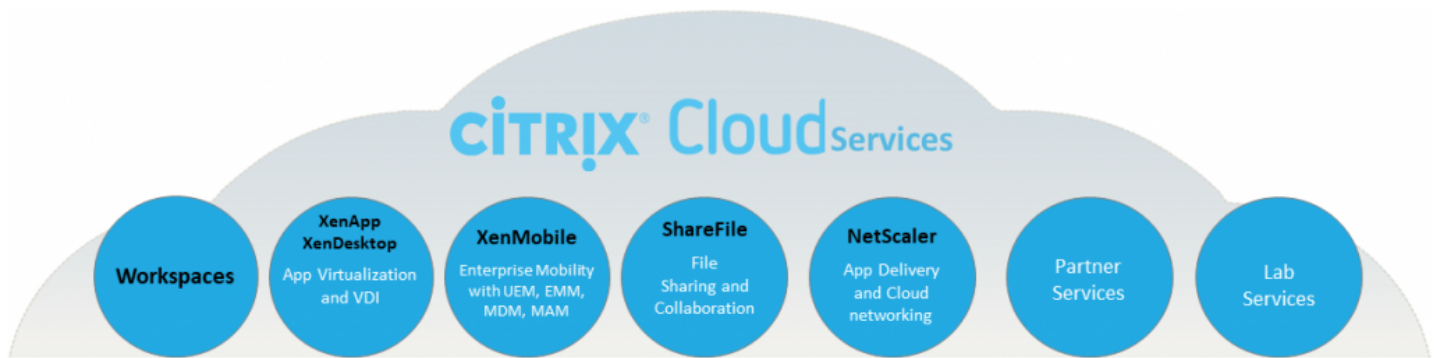 CITRIX® Cloud Services
Workspaces
XenApp
XenDesktop
App Virtualization
and VDI
XenMobile
Enterprise Mobility
with UEM, EMM,
MDM, MAM
ShareFile
File
Sharing and
Collaboration
NetScaler
App Delivery
and Cloud
networking
Partner
Services
Lab
Services